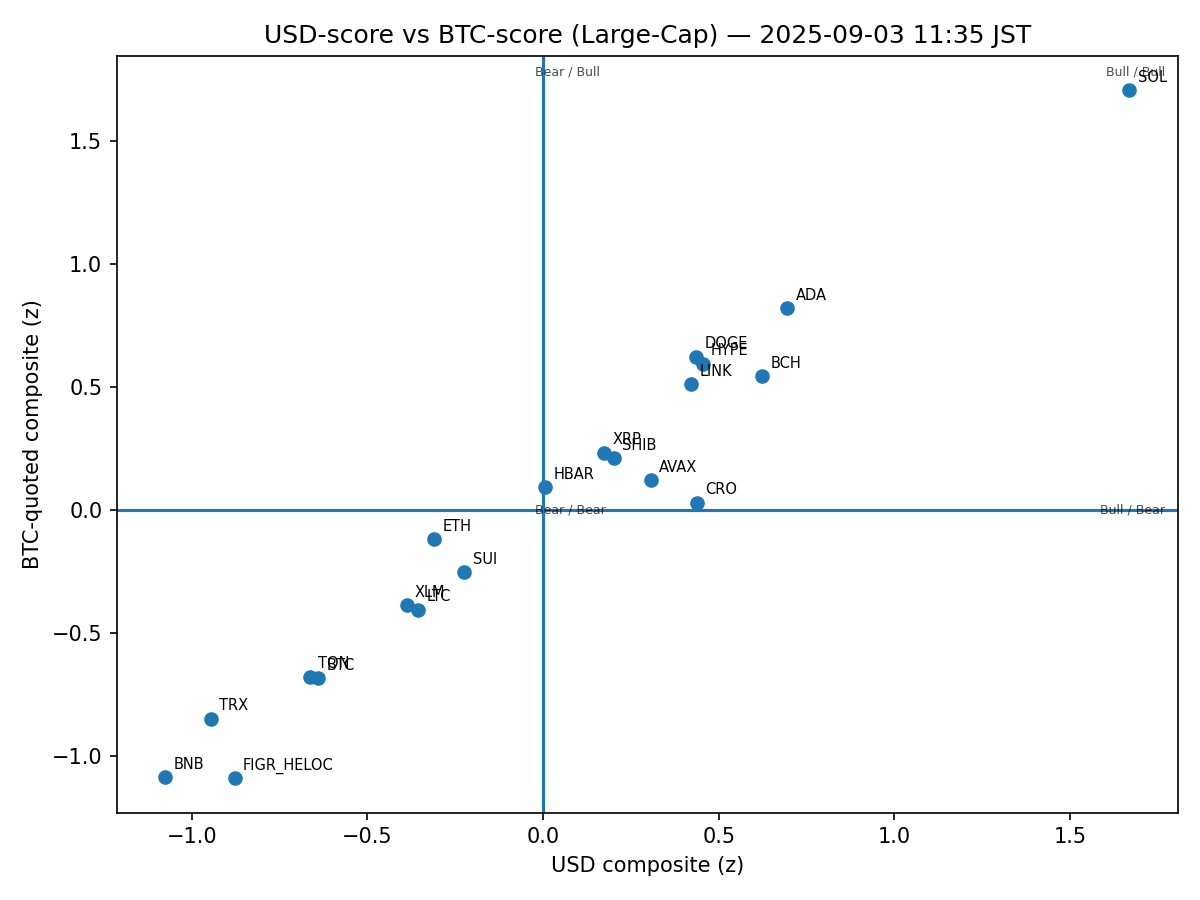 USD-score vs BTC-score (Large-Cap) — 2025-09-03 11:35 JST
Bear / Bull
Bull / Bull
SOL
1.5
1.0
ADA
DOGE
HYPE
BCH
LINK
0.5
XRP
SHIB
AVAX
HBAR
CRO
0.0
Bear / Bear
Bull / Bear
ETH
SUI
XLM
LTC
−0.5
TON
BTC
TRX
−1.0
BNB
FIGR_HELOC
−1.0
−0.5
0.0
0.5
1.0
1.5
USD composite (z)
BTC-quoted composite (z)